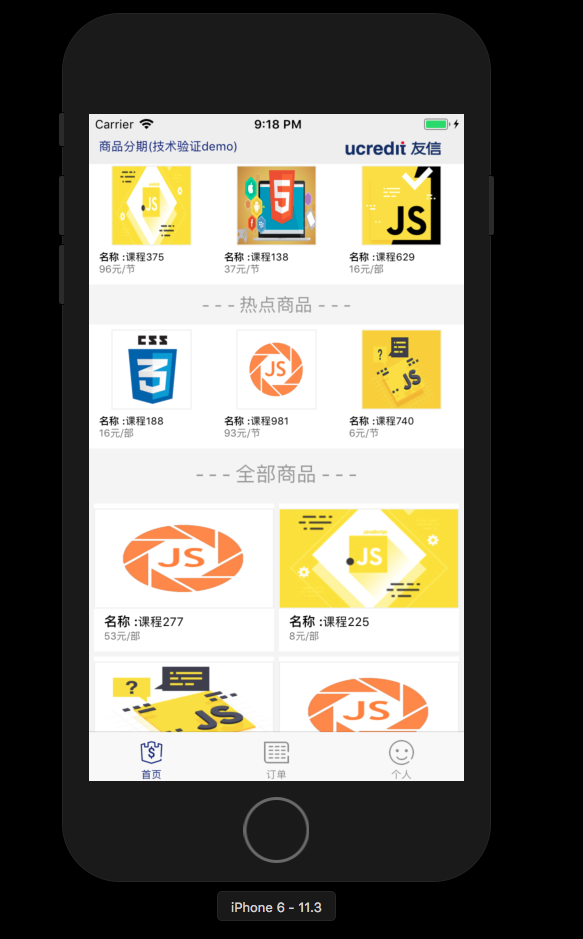 Carrier 9:18 PM
商品分期(技术验证demo) ucredit 友信
JS 5 JS
名称 :课程375 名称 :课程138 名称 :课程629
96元/节 37元/节 16元/部
- - - 热点商品 - - -
CSS
3 JS ? JS
名称 :课程188 名称 :课程981 名称 :课程740
16元/部 93元/节 6元/节
- - - 全部商品 - - -
JS JS
名称 :课程277 名称 :课程225
53元/部 8元/部
? JS JS
$
首页 订单 个人
iPhone 6 - 11.3